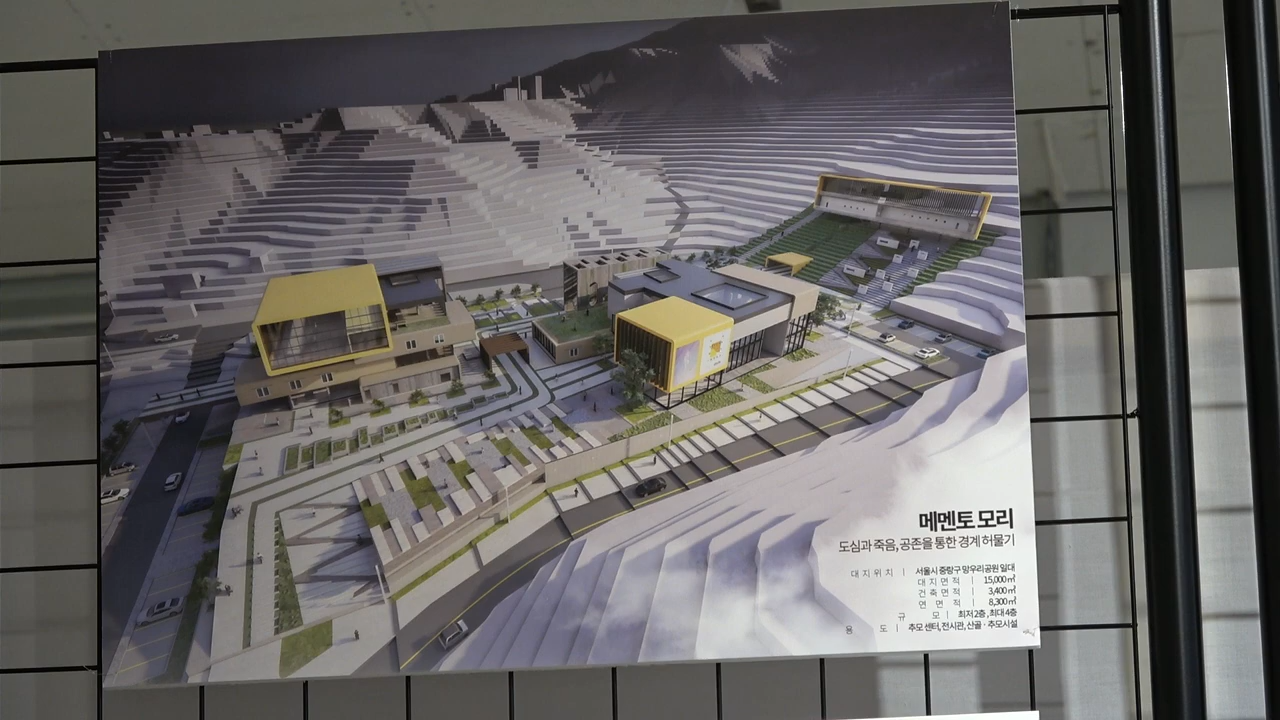 메멘토 모리
도심과 죽음, 공존을 통한 경계 허물기
대 지 위 치 | 서울시 중랑구 망우리공원 일대
대 지 면 적 | 15,000㎡
건 축 면 적 | 3,400㎡
연 면 적 | 8,300㎡
규 모 | 최저 2층, 최대 4층
용 도 | 추모 센터, 전시관, 산골 · 추모시설